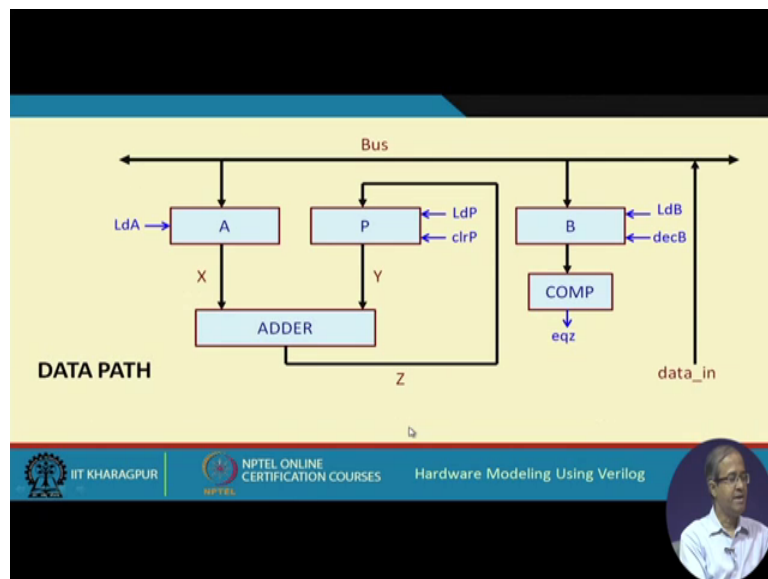 Bus
LdA
A
P
LdP
clrP
B
LdB
decB
X
Y
COMP
ADDER
eqz
DATA PATH
Z
data_in
IIT KHARAGPUR
NPTEL
NPTEL ONLINE
CERTIFICATION COURSES
Hardware Modeling Using Verilog